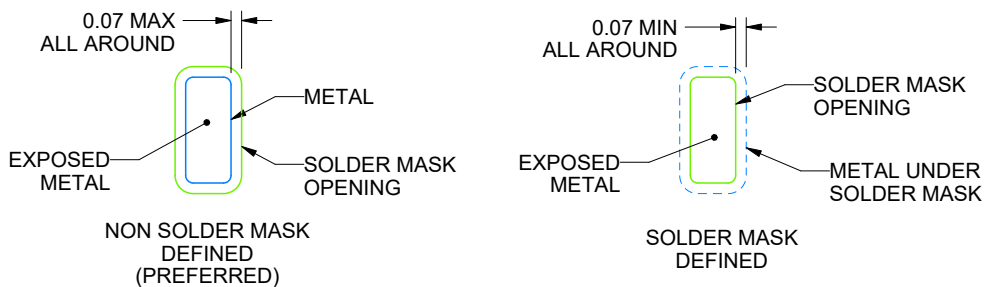 0.07 MAX
ALL AROUND
METAL
EXPOSED
METAL
SOLDER MASK
OPENING
NON SOLDER MASK
DEFINED
(PREFERRED)
0.07 MIN
ALL AROUND
SOLDER MASK
OPENING
EXPOSED
METAL
METAL UNDER
SOLDER MASK
SOLDER MASK
DEFINED